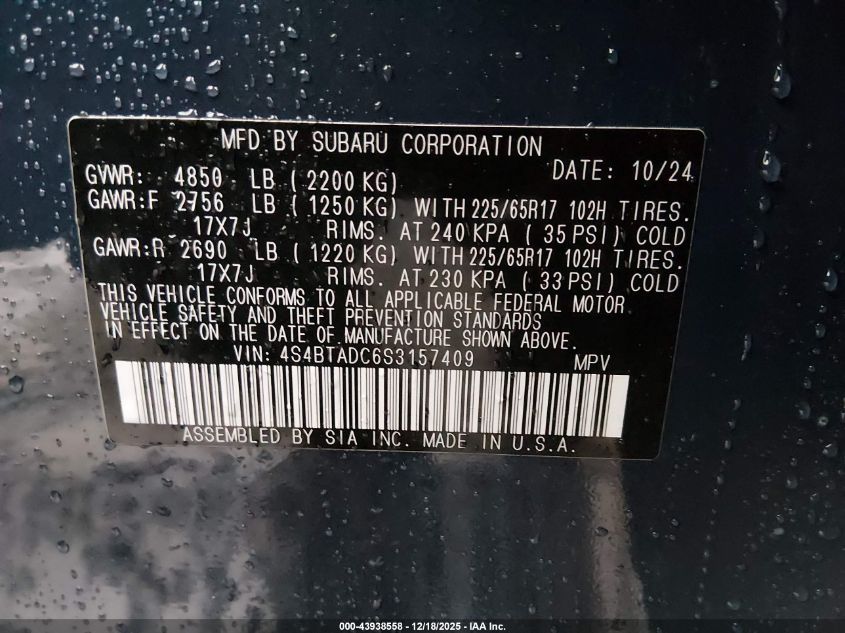 MFD BY SUBARU CORPORATION
DATE: 10/24
GVWR: 4850 LB ( 2200 KG)
GAWR:F 2756 LB ( 1250 KG) WITH 225/65R17 102H TIRES.
17X7J RIMS. AT 240 KPA ( 35 PSI) COLD
GAWR:R 2690 LB ( 1220 KG) WITH 225/65R17 102H TIRES.
17X7J RIMS. AT 230 KPA ( 33 PSI) COLD
THIS VEHICLE CONFORMS TO ALL APPLICABLE FEDERAL MOTOR
VEHICLE SAFETY AND THEFT PREVENTION STANDARDS
IN EFFECT ON THE DATE OF MANUFACTURE SHOWN ABOVE.
VIN: 4S4BTADC6S3157409 MPV
ASSEMBLED BY SIA INC. MADE IN U.S.A.
000-43938558 - 12/18/2025 - IAA Inc.